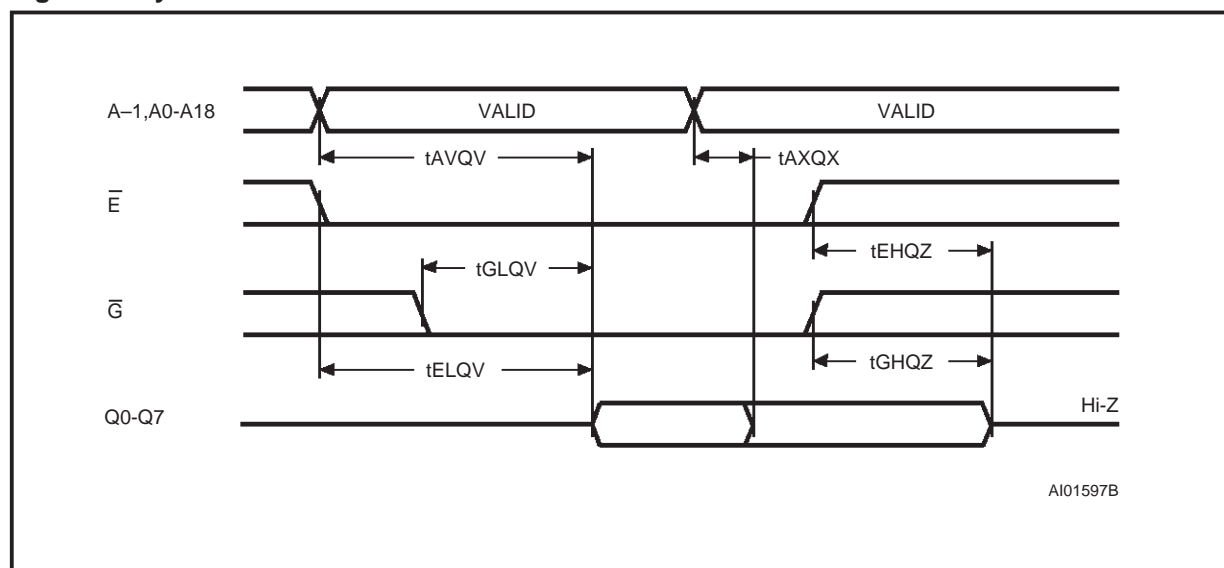 A–1,A0-A18
VALID
VALID
tAVQV
tAXQX
E
tEHQZ
tGLQV
G
tELQV
tGHQZ
Q0-Q7
Hi-Z
AI01597B